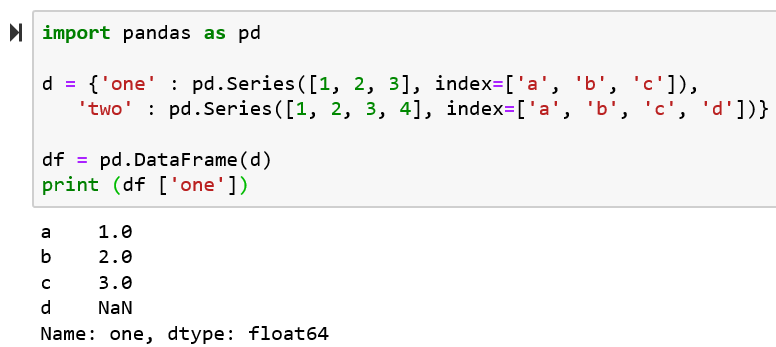 import pandas as pd
d = {'one' : pd.Series([1, 2, 3], index=['a', 'b', 'c']),
   'two' : pd.Series([1, 2, 3, 4], index=['a', 'b', 'c', 'd'])}
df = pd.DataFrame(d)
print (df ['one'])
a    1.0
b    2.0
c    3.0
d    NaN
Name: one, dtype: float64